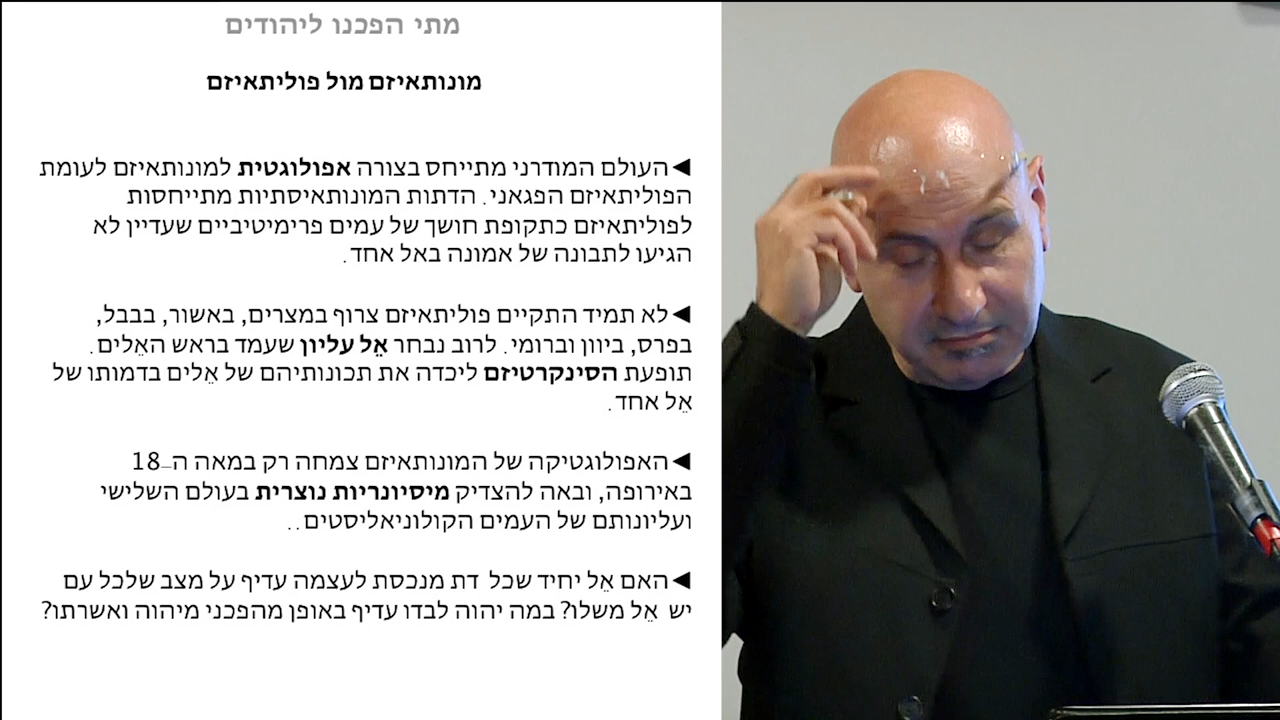 מתי הפכנו ליהודים
מונותאיזם מול פוליתאיזם
◄העולם המודרני מתייחס בצורה אפולוגטית למונותאיזם לעומת
הפוליתאיזם הפגאני. הדתות המונותאיסתיות מתייחסות
לפוליתאיזם כתקופת חושך של עמים פרימיטיביים שעדיין לא
הגיעו לתבונה של אמונה באל אחד.
◄לא תמיד התקיים פוליתאיזם צרוף במצרים, באשור, בבבל,
בפרס, ביוון וברומי. לרוב נבחר אֵל עליון שעמד בראש האֵלים.
תופעת הסינקרטיזם ליכדה את תכונותיהם של אֵלים בדמותו של
אֵל אחד.
◄האפולוגטיקה של המונותאיזם צמחה רק במאה ה–18
באירופה, ובאה להצדיק מיסיונריות נוצרית בעולם השלישי
ועליונותם של העמים הקולוניאליסטים..
◄האם אֵל יחיד שכל דת מנכסת לעצמה עדיף על מצב שלכל עם
יש אֵל משלו? במה יהוה לבדו עדיף באופן מהפכני מיהוה ואשרתו?